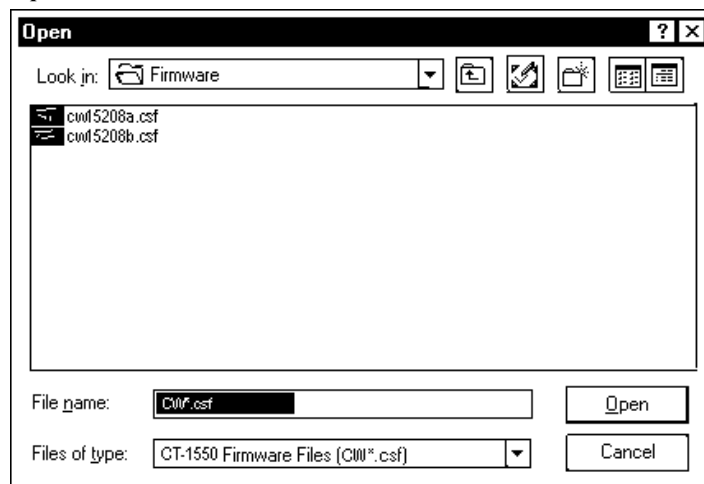 Open
Look in: Firmware
cwl5208a.csf
cwl5208b.csf
File name: CW*.csf
Open
Files of type: CT-1550 Firmware Files (CW*.csf)
Cancel